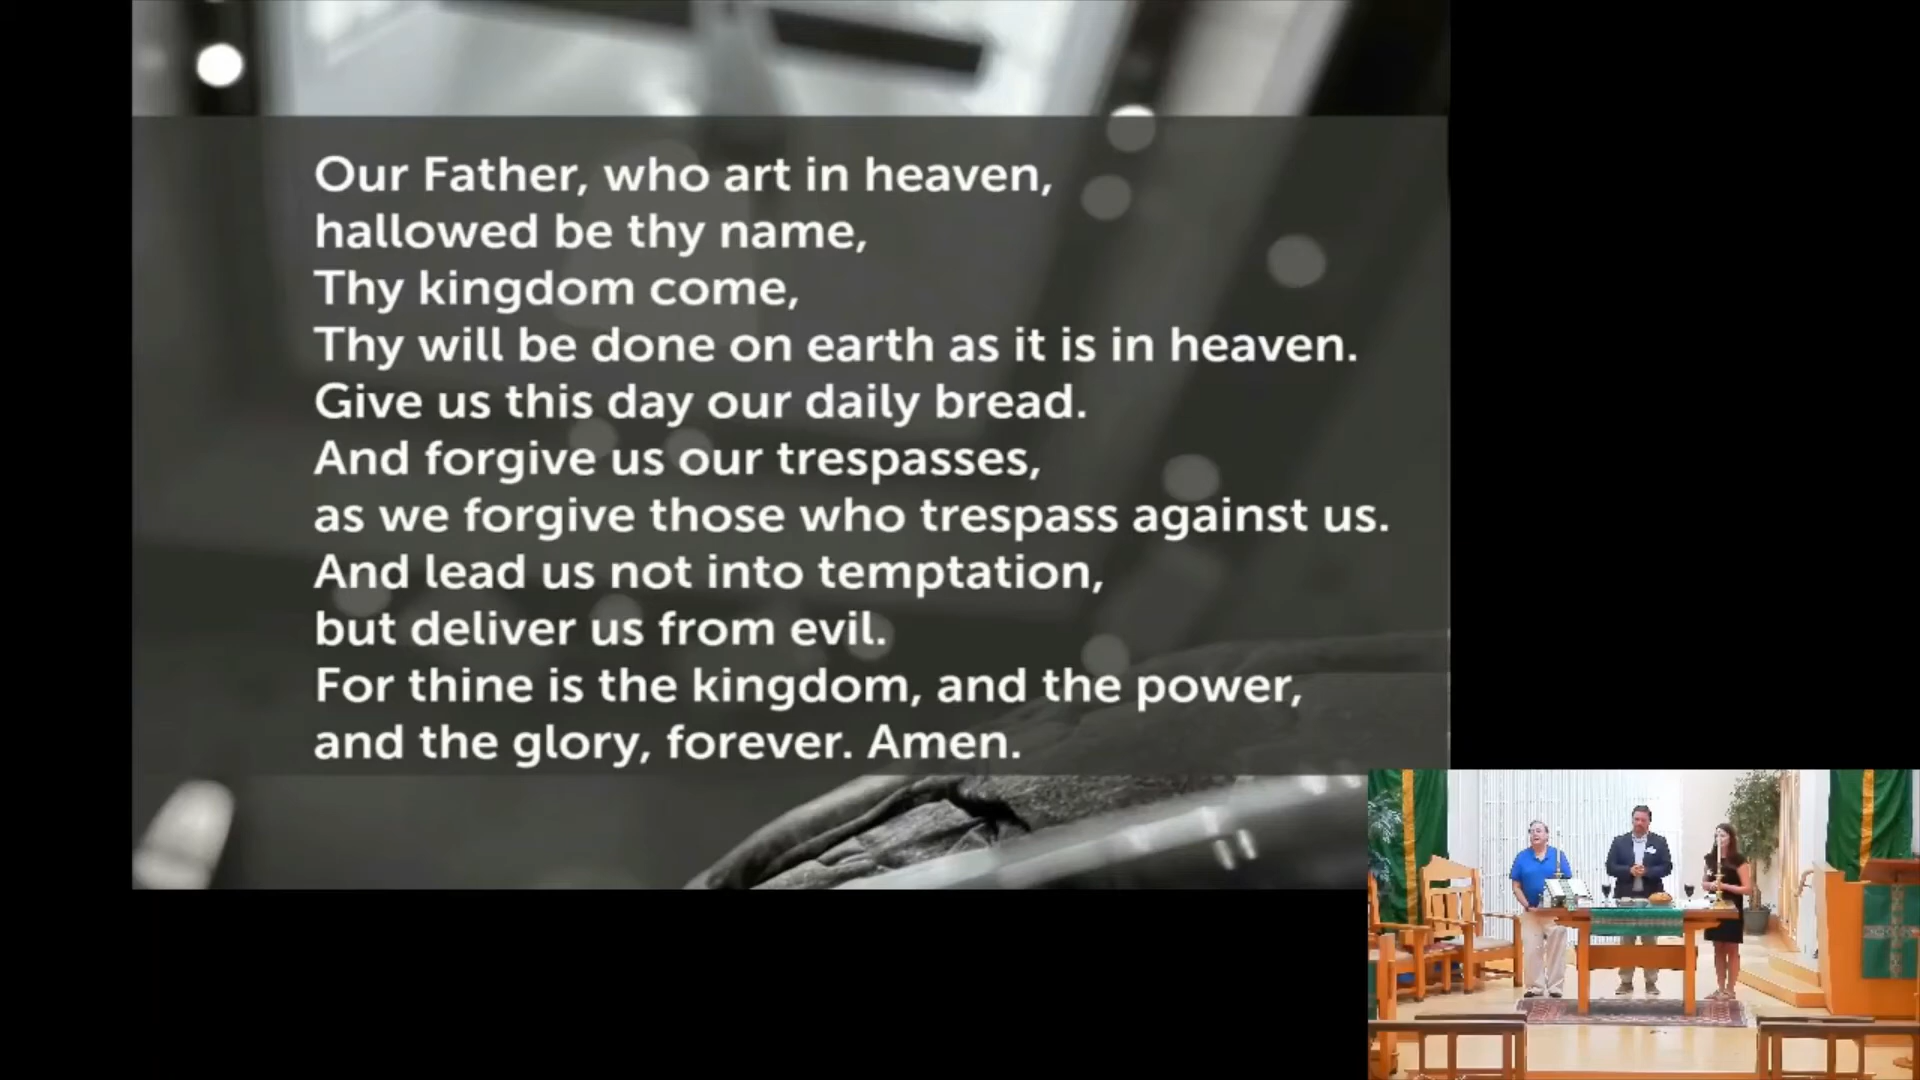 Our Father, who art in heaven,
hallowed be thy name,
Thy kingdom come,
Thy will be done on earth as it is in heaven.
Give us this day our daily bread.
And forgive us our trespasses,
as we forgive those who trespass against us.
And lead us not into temptation,
but deliver us from evil.
For thine is the kingdom, and the power,
and the glory, forever. Amen.